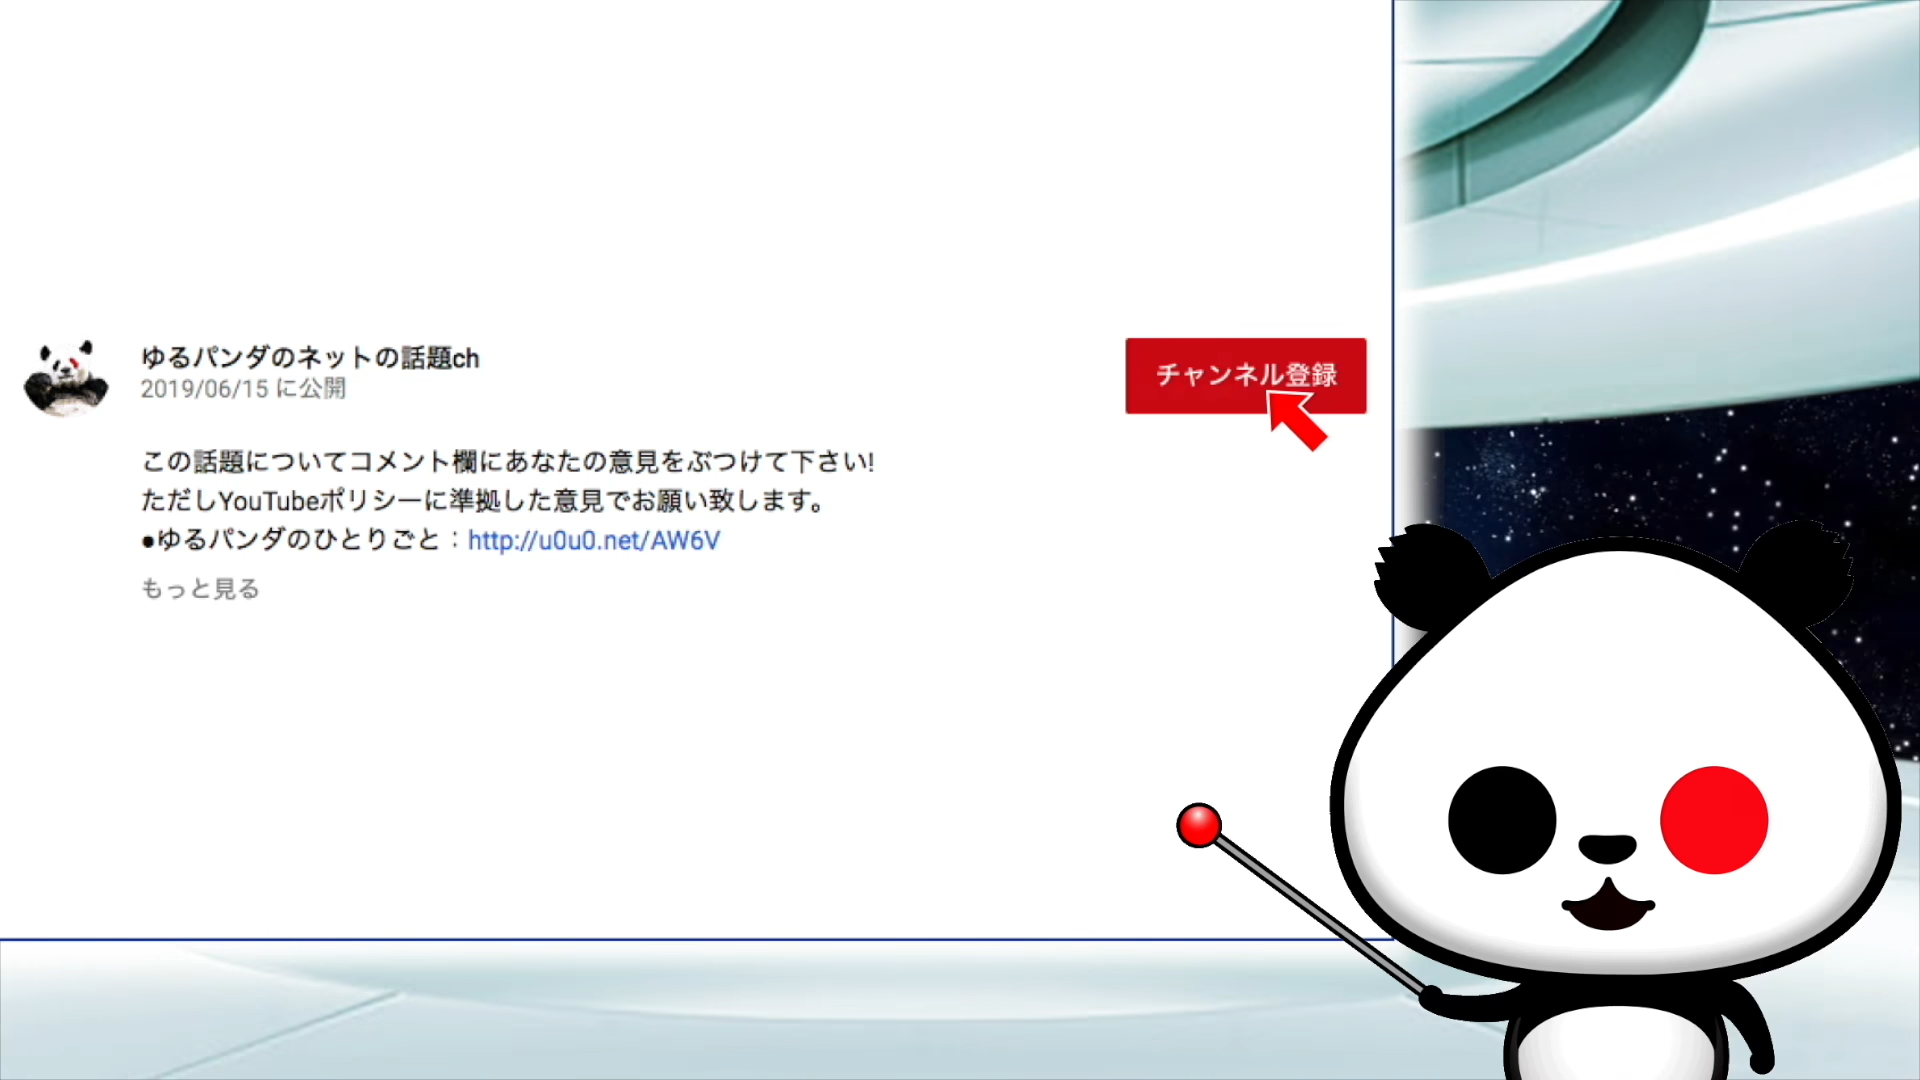 ゆるパンダのネットの話題ch
2019/06/15 に公開
チャンネル登録
この話題についてコメント欄にあなたの意見をぶつけて下さい!
ただしYouTubeポリシーに準拠した意見でお願い致します。
●ゆるパンダのひとりごと：http://u0u0.net/AW6V
もっと見る